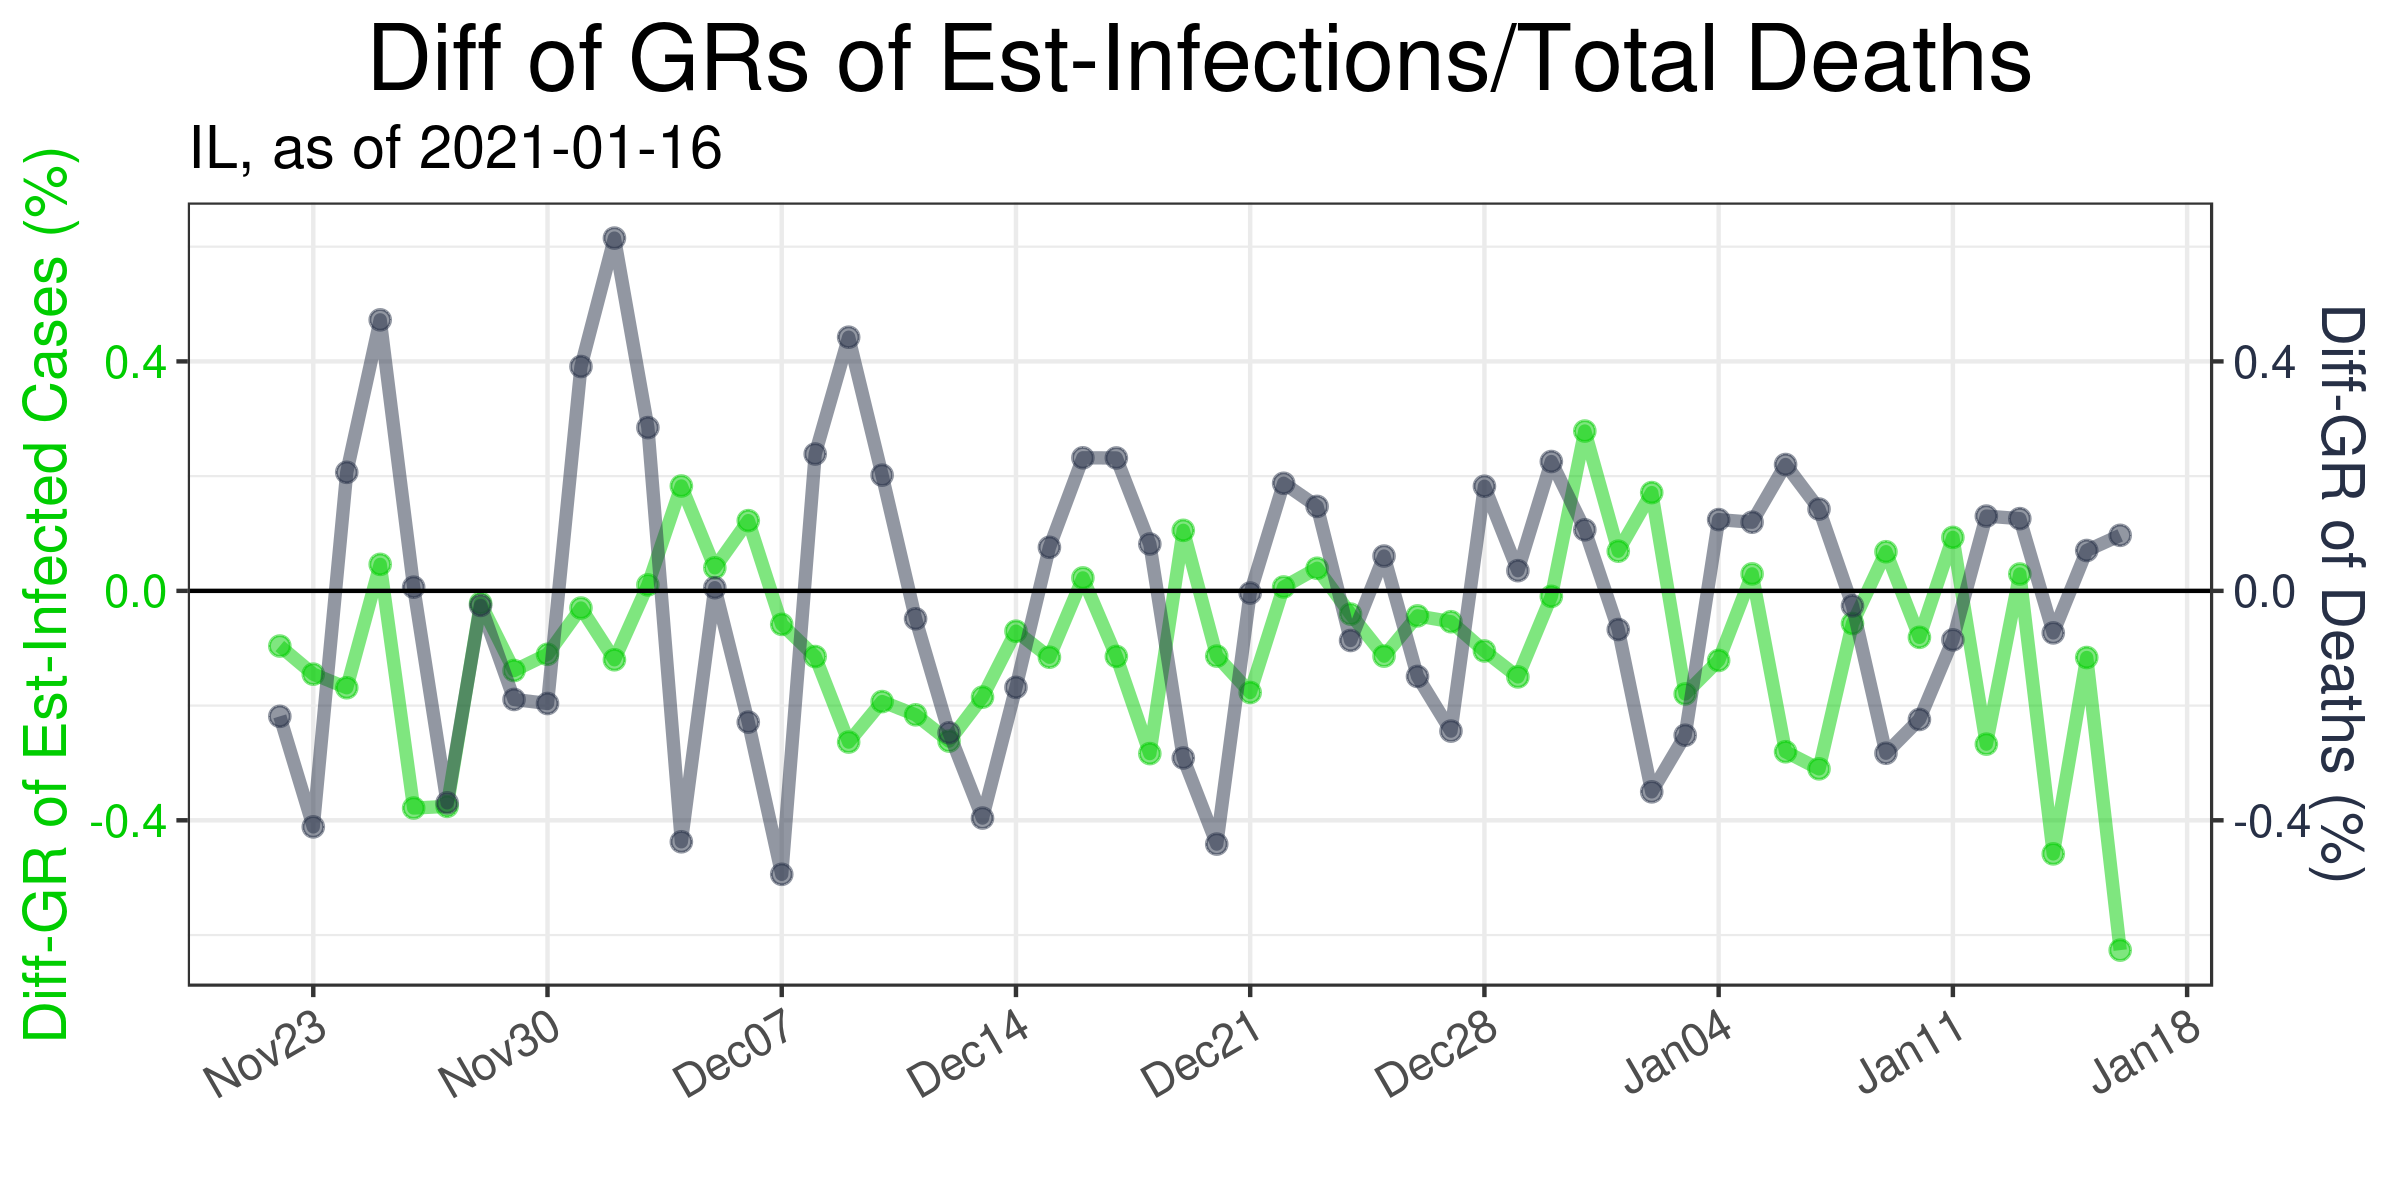 Diff of GRs of Est-Infections/Total Deaths
IL, as of 2021-01-16
Diff-GR of Est-Infected Cases (%)
0.4
0.0
-0.4
0.4
0.0
-0.4
Diff-GR of Deaths (%)
Nov23
Nov30
Dec07
Dec14
Dec21
Dec28
Jan04
Jan11
Jan18